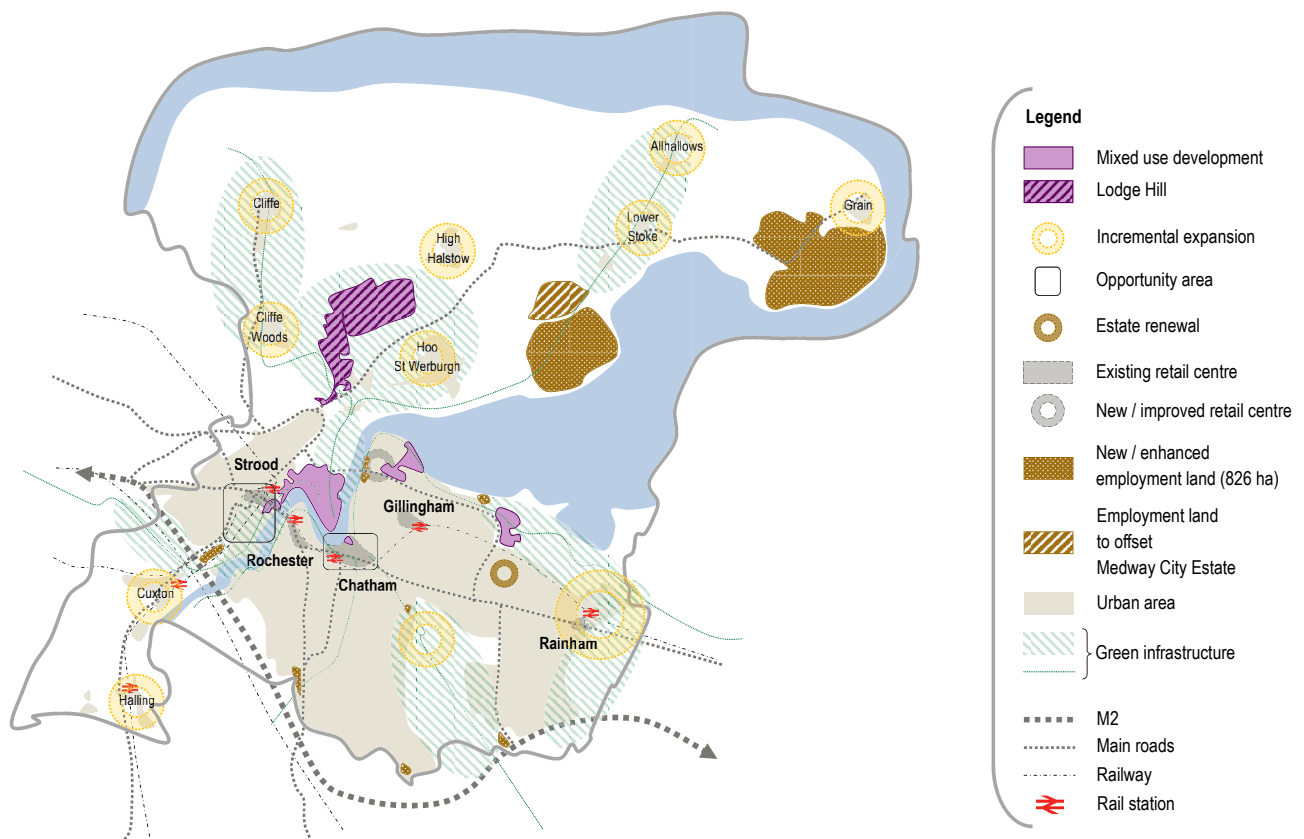 Allhallows
Cliffe
Grain
Lower
Stoke
High
Halstow
Cliffe
Woods
Hoo
St Werburgh
Strood
Gillingham
Rochester
Chatham
Cuxton
Rainham
Halling
Legend
Mixed use development
Lodge Hill
Incremental expansion
Opportunity area
Estate renewal
Existing retail centre
New / improved retail centre
New / enhanced
employment land (826 ha)
Employment land
to offset
Medway City Estate
Urban area
Green infrastructure
M2
Main roads
Railway
Rail station